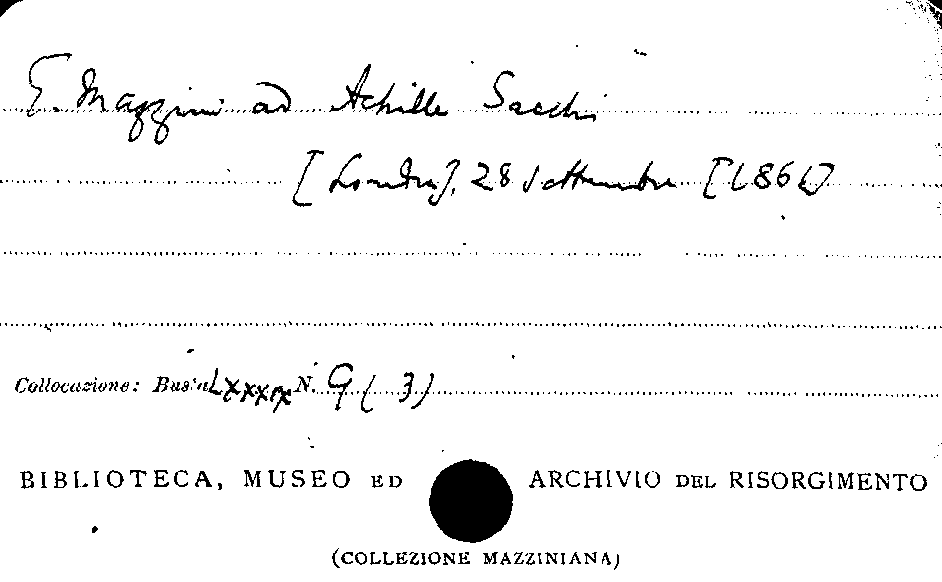 G. Mazzini ad Achille Sacchi
[Londra], 28 settembre [186
Collocazione: Busta LXXXIX N. 9 (3)
BIBLIOTECA, MUSEO ED ARCHIVIO DEL RISORGIMENTO
(COLLEZIONE MAZZINIANA)